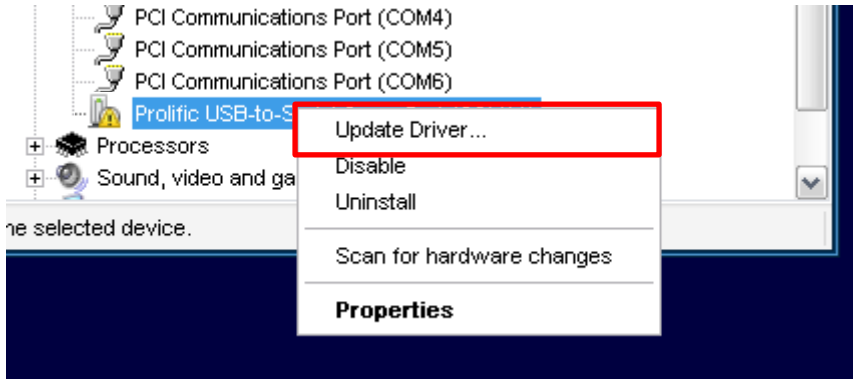 PCI Communications Port (COM4)
PCI Communications Port (COM5)
PCI Communications Port (COM6)
Prolific USB-to-S
Update Driver...
Processors
Disable
Sound, video and ga
Uninstall
he selected device.
Scan for hardware changes
Properties